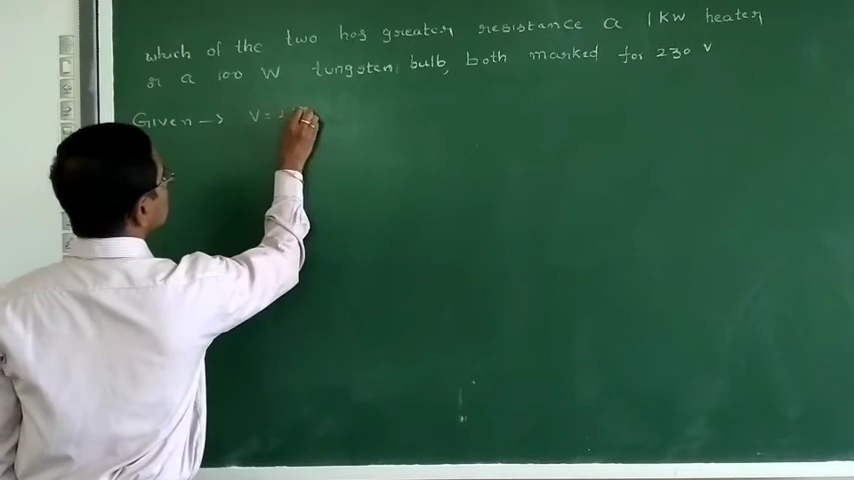 which of the two has greater resistance a 1 kw heater
or a 100 W tungsten bulb, both marked for 230 v
Given → V = 2